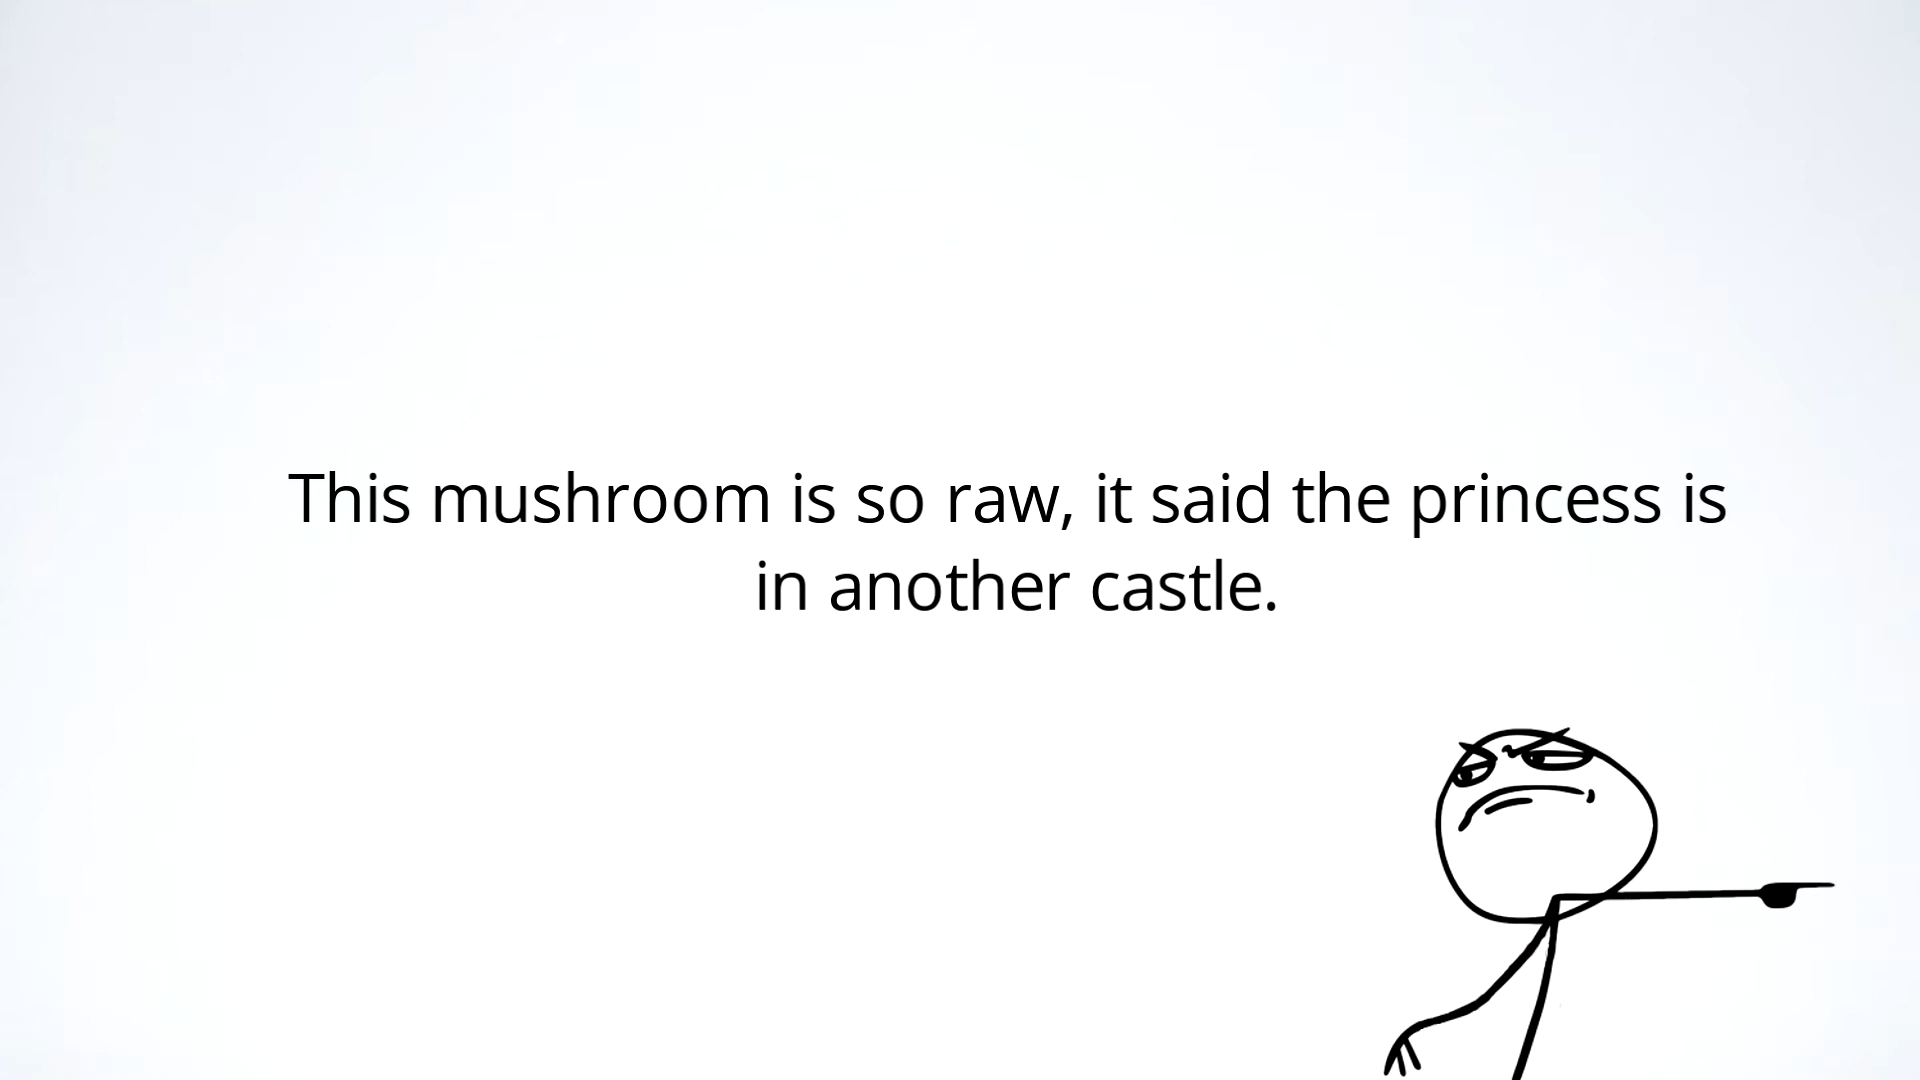 This mushroom is so raw, it said the princess is
in another castle.